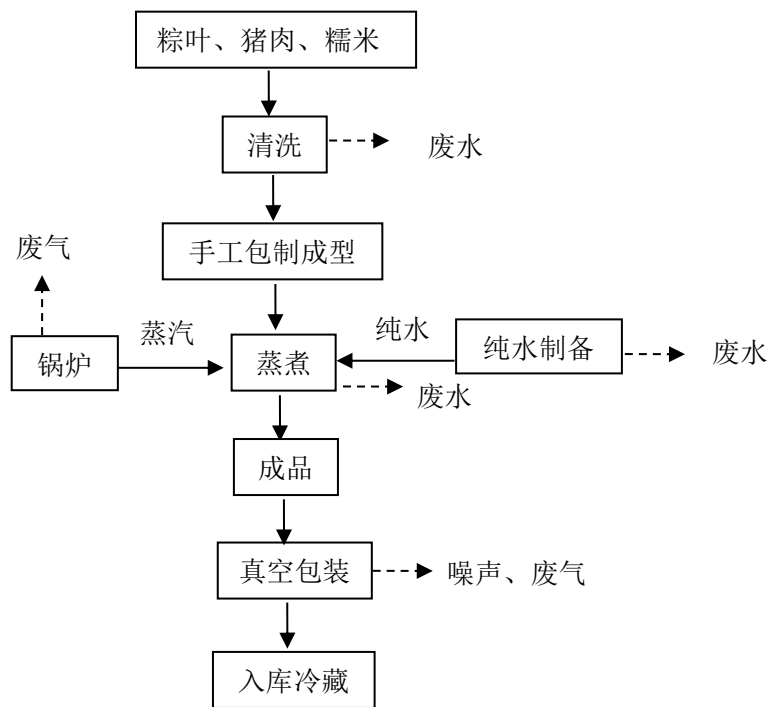 粽叶、猪肉、糯米
清洗
废水
手工包制成型
废气
蒸汽
纯水
锅炉
蒸煮
纯水制备
废水
废水
成品
真空包装
噪声、废气
入库冷藏